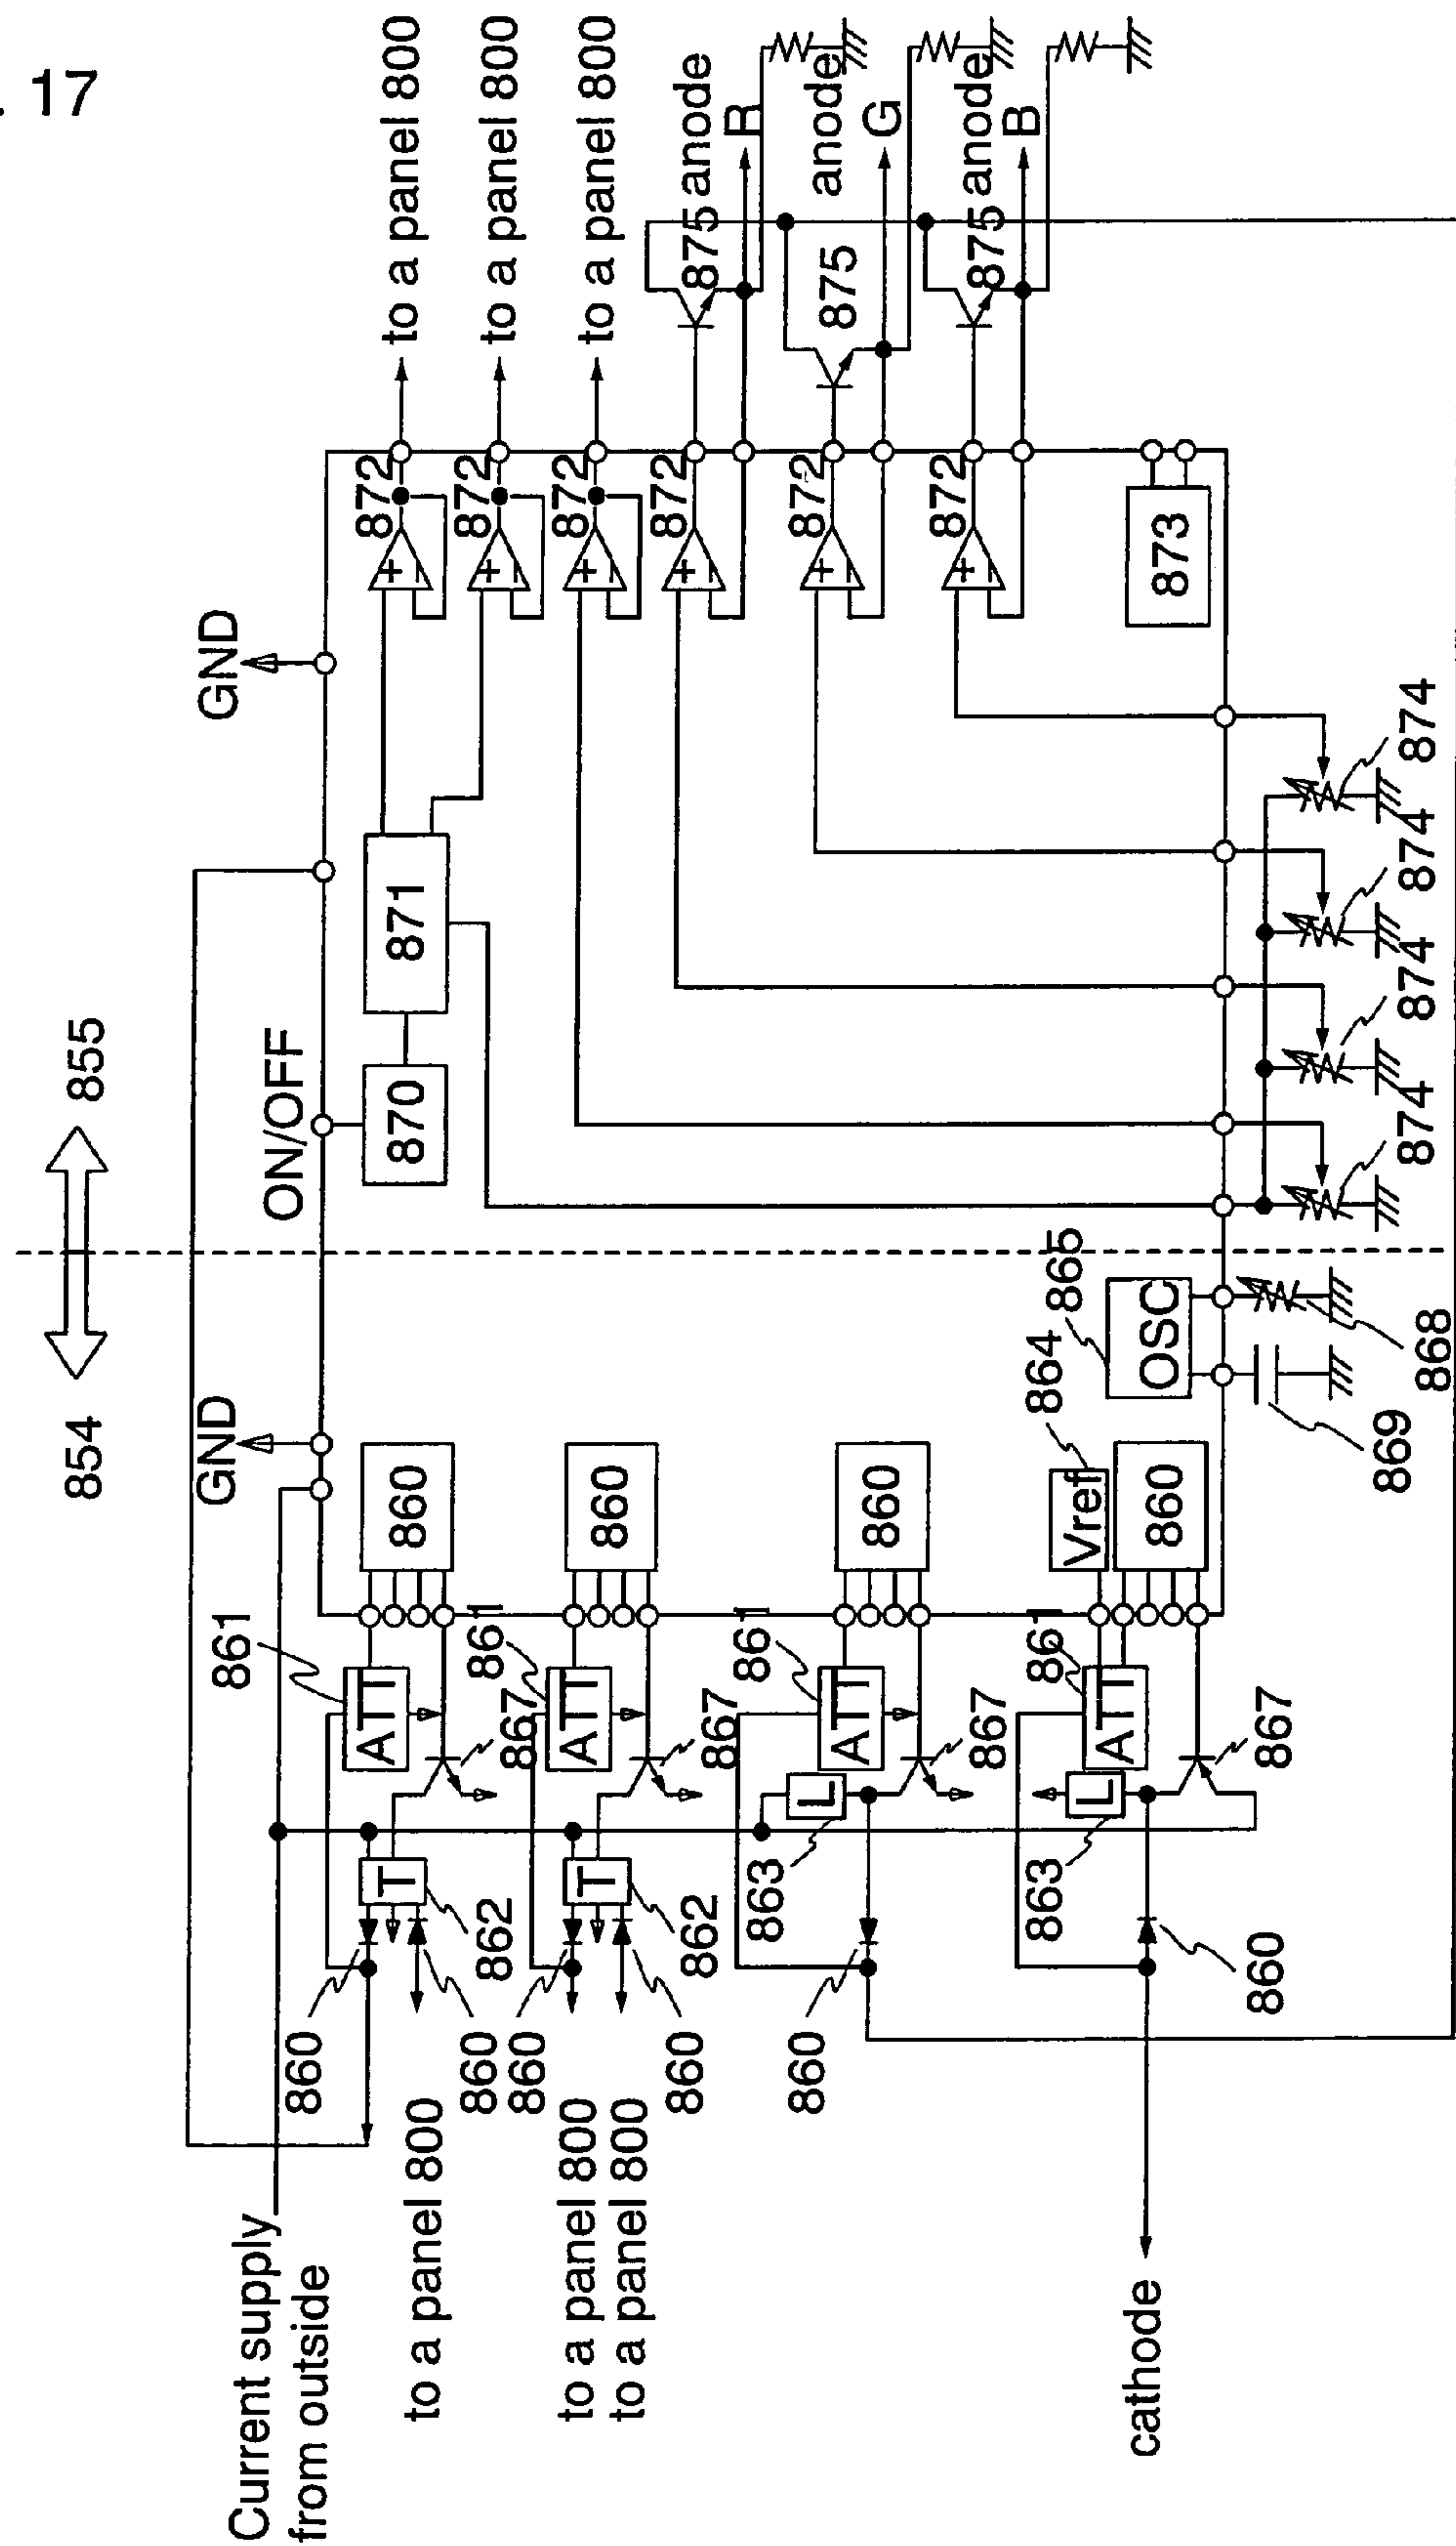 . 17
854
855
GND
ON/OFF
GND
Current supply
from outside
to a panel 800
to a panel 800
to a panel 800
cathode
860
860
860
860
860
860
862
862
863
863
861
861
861
861
ATT
ATT
ATT
ATT
T
T
L
L
867
867
867
867
860
860
860
860
Vref
864
OSC
865
868
869
870
871
872
872
872
872
872
872
873
874
874
874
874
to a panel 800
to a panel 800
to a panel 800
875
anode
R
875
anode
G
875
anode
B
+
−
+
−
+
−
+
−
+
−
+
−